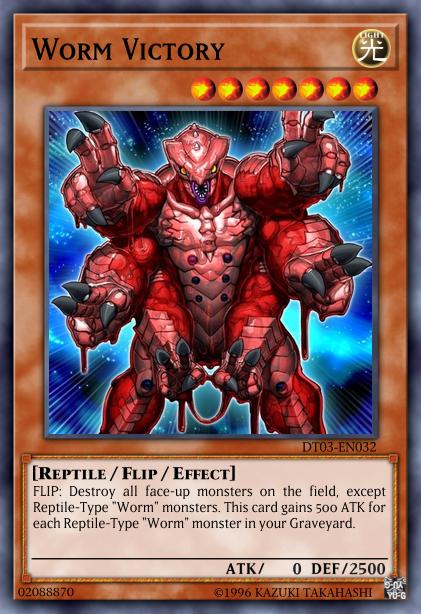 WORM VICTORY
LIGHT
光
DT03-EN032
[REPTILE / FLIP / EFFECT]
FLIP: Destroy all face-up monsters on the field, except
Reptile-Type "Worm" monsters. This card gains 500 ATK for
each Reptile-Type "Worm" monster in your Graveyard.
ATK/ 0 DEF/2500
02088870
©1996 KAZUKI TAKAHASHI